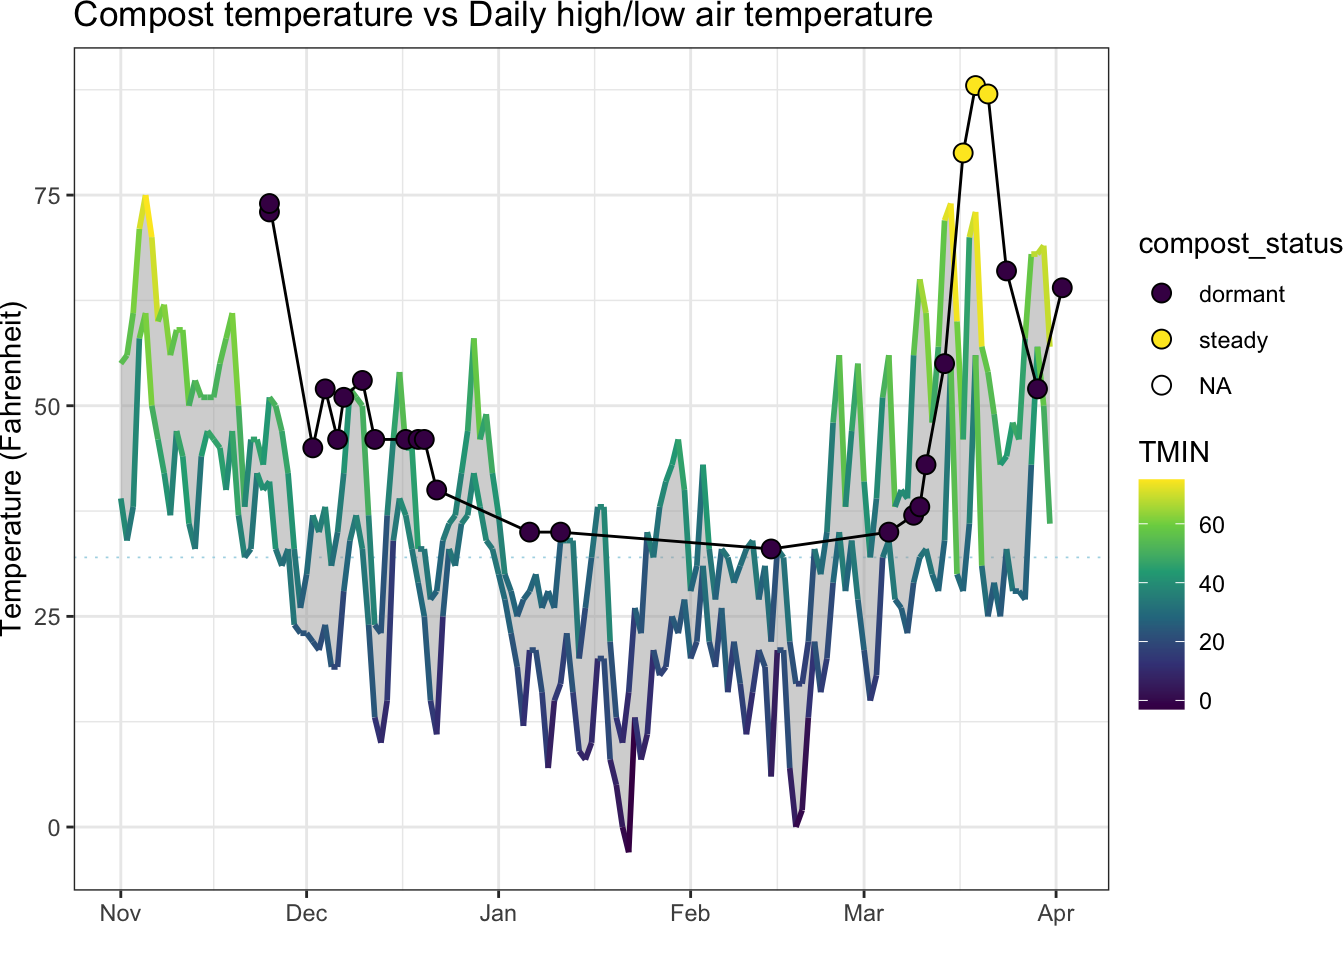 Compost temperature vs Daily high/low air temperature
Temperature (Fahrenheit)
75
50
25
0
Nov Dec Jan Feb Mar Apr
compost_status
dormant
steady
NA
TMIN
60
40
20
0